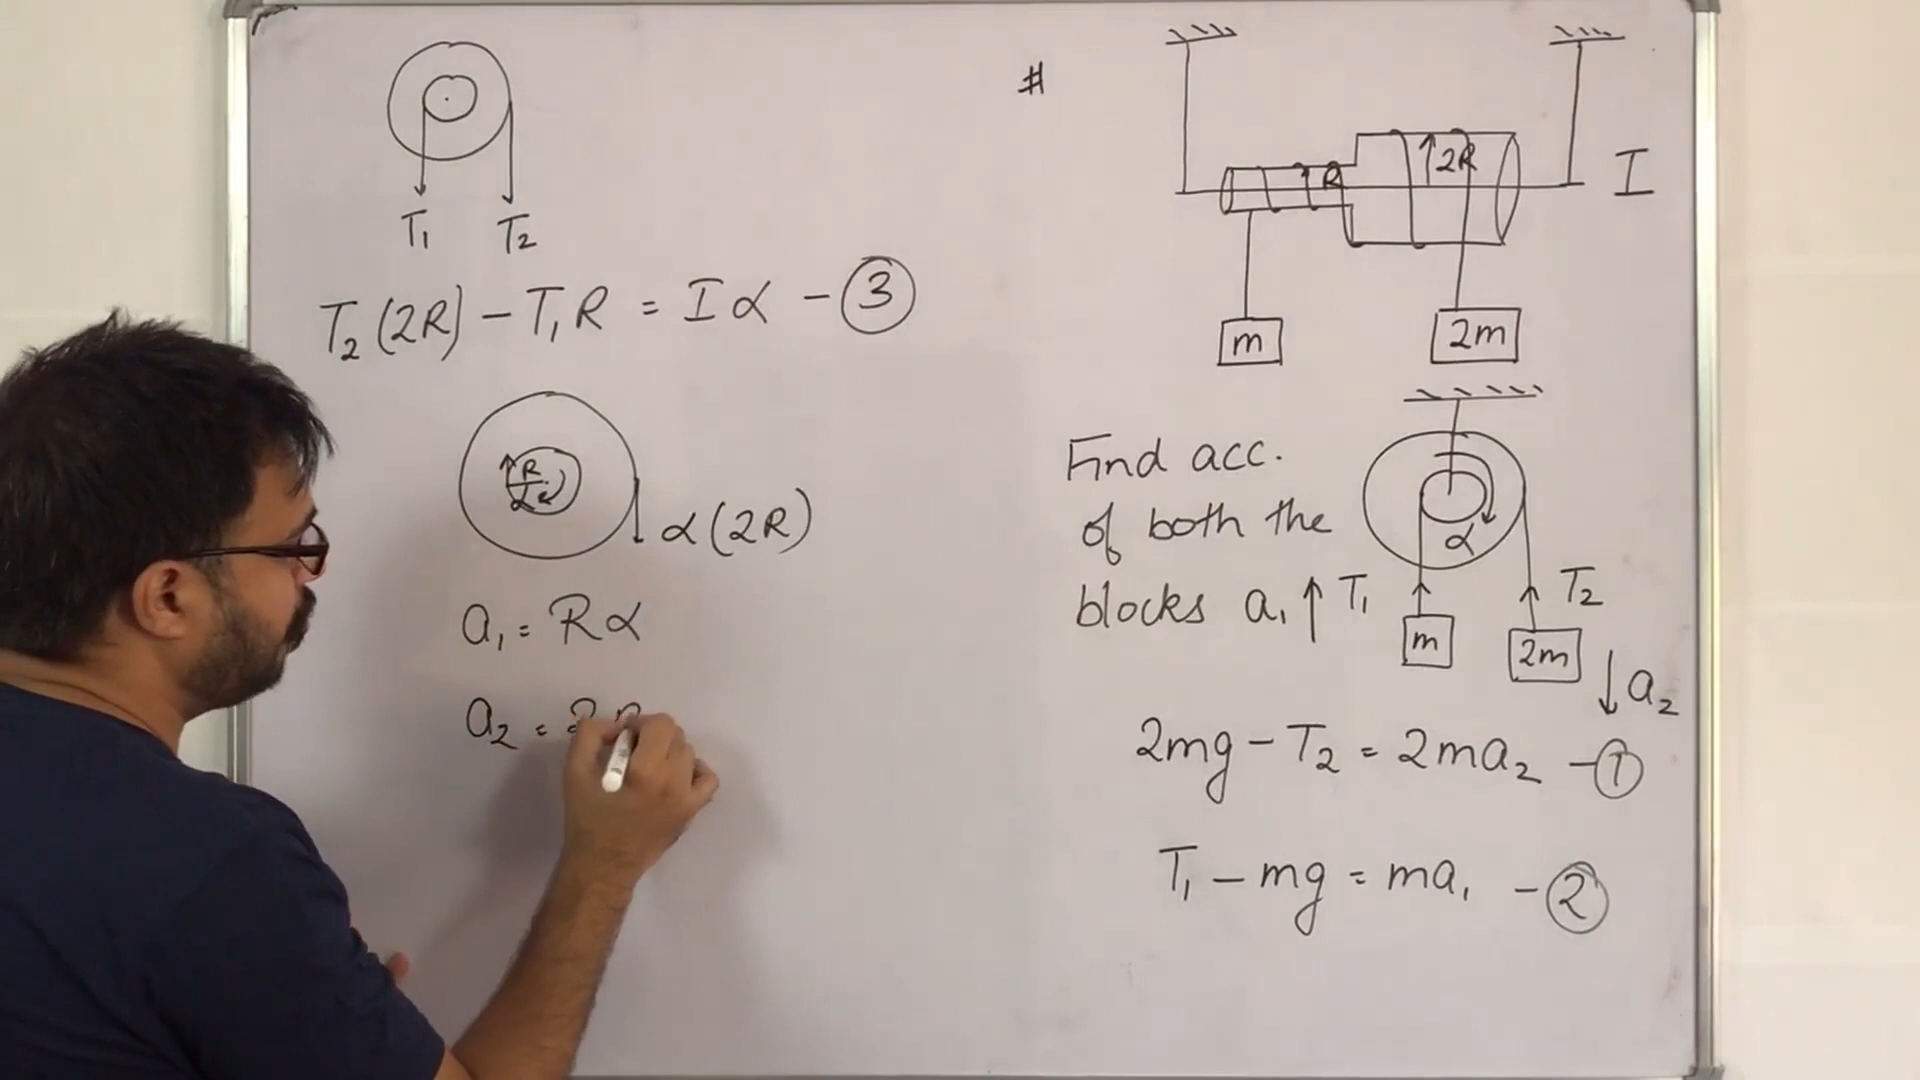 T₁ T₂
T₂(2R) - T₁R = Iα - ③
R
α
α(2R)
a₁ = Rα
a₂ = 2
#
R
2R
I
m
2m
Find acc.
of both the
blocks
α
a₁ ↑ T₁
T₂
m
2m
↓ a₂
2mg - T₂ = 2ma₂ - ①
T₁ - mg = ma₁ - ②